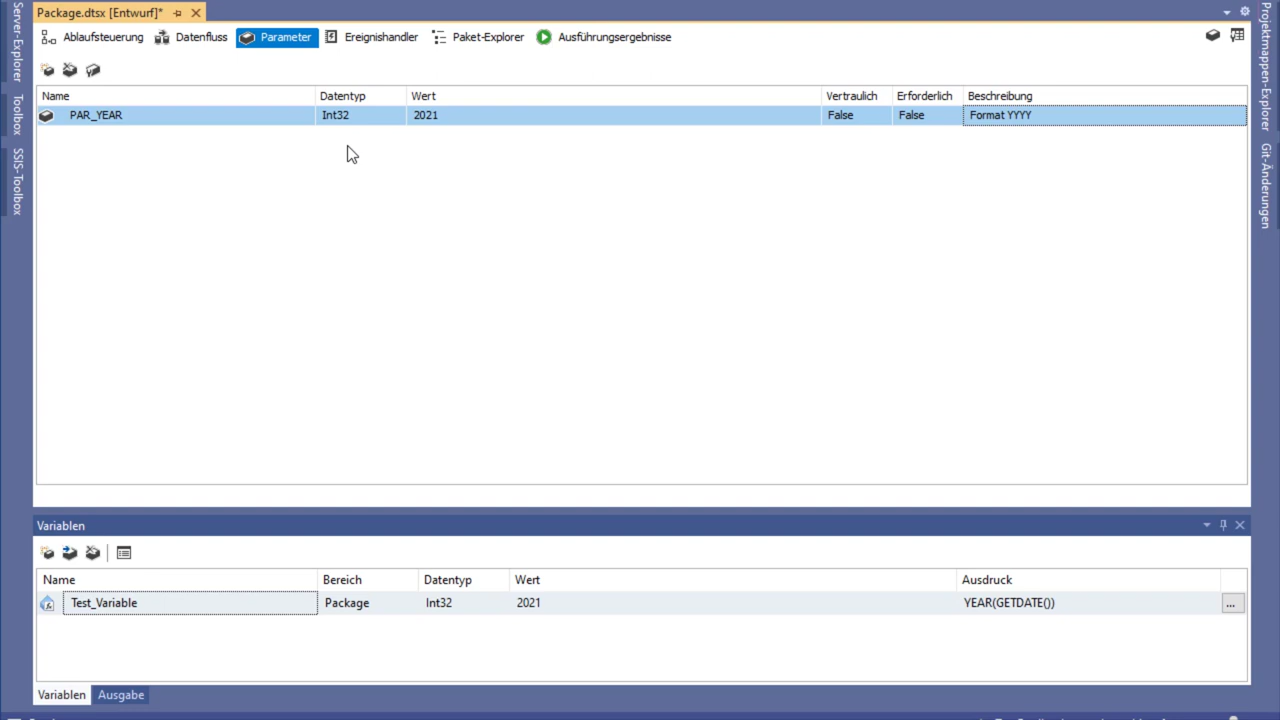 Package.dtsx [Entwurf]*
Ablaufsteuerung Datenfluss Parameter Ereignishandler Paket-Explorer Ausführungsergebnisse
Name Datentyp Wert Vertraulich Erforderlich Beschreibung
PAR_YEAR Int32 2021 False False Format YYYY
Variablen
Name Bereich Datentyp Wert Ausdruck
Test_Variable Package Int32 2021 YEAR(GETDATE()) ...
Variablen Ausgabe
Server-Explorer
Toolbox
SSIS-Toolbox
Projektmappen-Explorer
Git-Änderungen